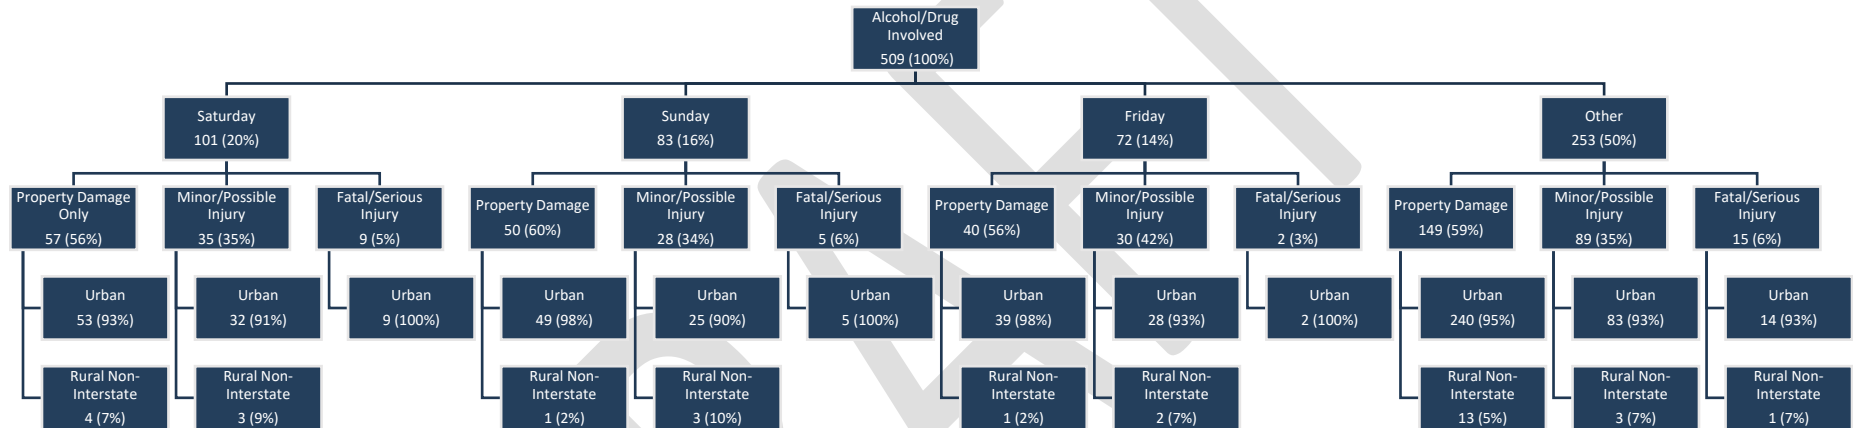 Alcohol/Drug
Involved
509 (100%)
Saturday
101 (20%)
Sunday
83 (16%)
Friday
72 (14%)
Other
253 (50%)
Property Damage
Only
57 (56%)
Minor/Possible
Injury
35 (35%)
Fatal/Serious
Injury
9 (5%)
Property Damage
50 (60%)
Minor/Possible
Injury
28 (34%)
Fatal/Serious
Injury
5 (6%)
Property Damage
40 (56%)
Minor/Possible
Injury
30 (42%)
Fatal/Serious
Injury
2 (3%)
Property Damage
149 (59%)
Minor/Possible
Injury
89 (35%)
Fatal/Serious
Injury
15 (6%)
Urban
53 (93%)
Urban
32 (91%)
Urban
9 (100%)
Urban
49 (98%)
Urban
25 (90%)
Urban
5 (100%)
Urban
39 (98%)
Urban
28 (93%)
Urban
2 (100%)
Urban
240 (95%)
Urban
83 (93%)
Urban
14 (93%)
Rural Non-
Interstate
4 (7%)
Rural Non-
Interstate
3 (9%)
Rural Non-
Interstate
1 (2%)
Rural Non-
Interstate
3 (10%)
Rural Non-
Interstate
1 (2%)
Rural Non-
Interstate
2 (7%)
Rural Non-
Interstate
13 (5%)
Rural Non-
Interstate
3 (7%)
Rural Non-
Interstate
1 (7%)